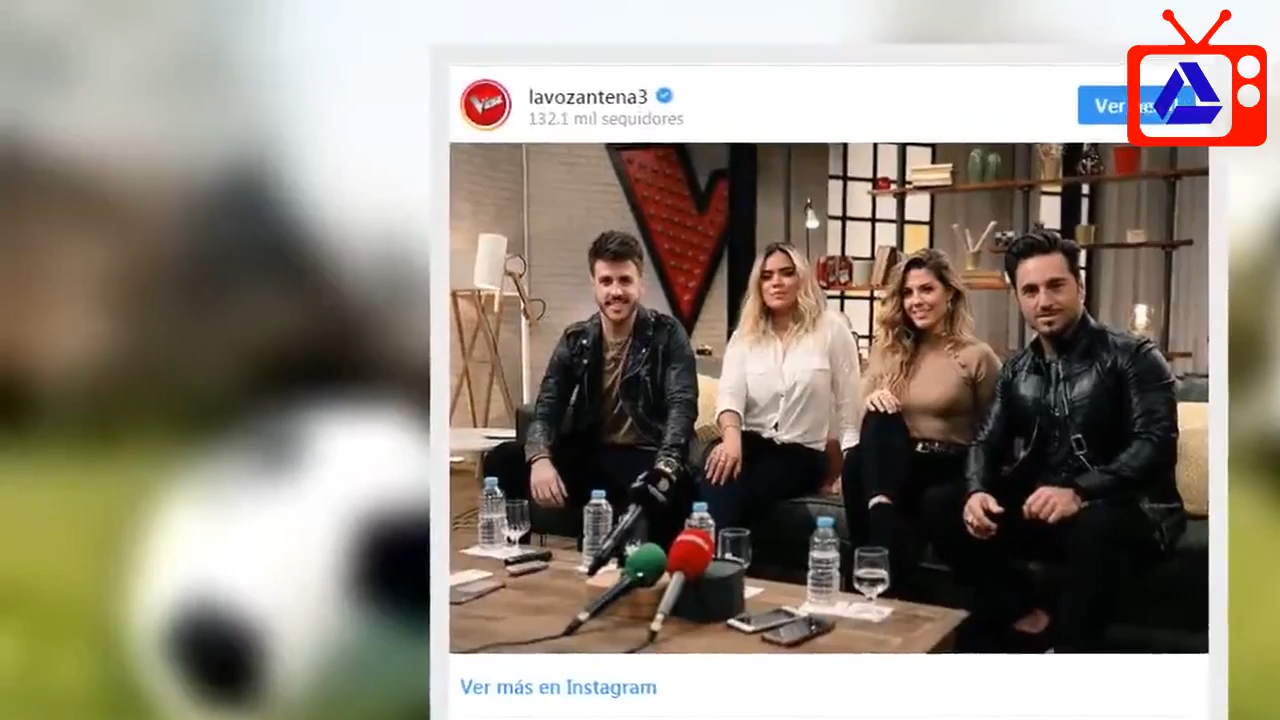 lavozantena3
132.1 mil seguidores
Ver
Ver más en Instagram